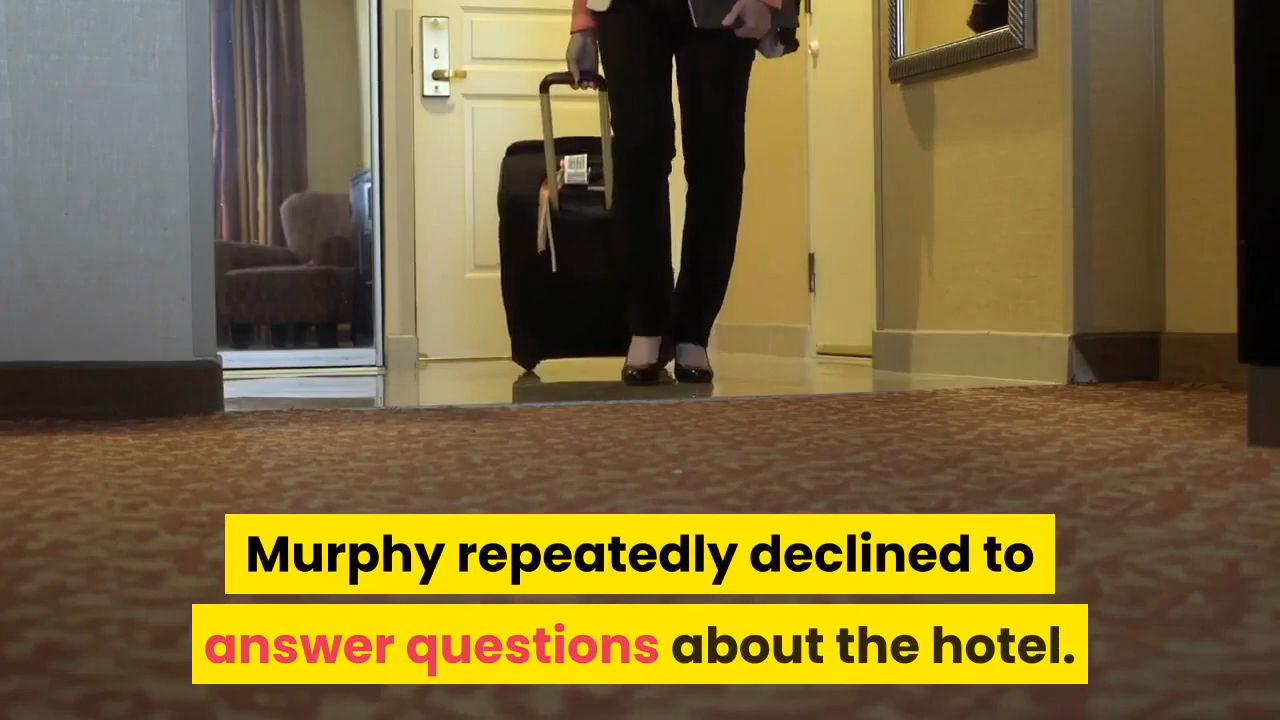 Murphy repeatedly declined to
answer questions about the hotel.